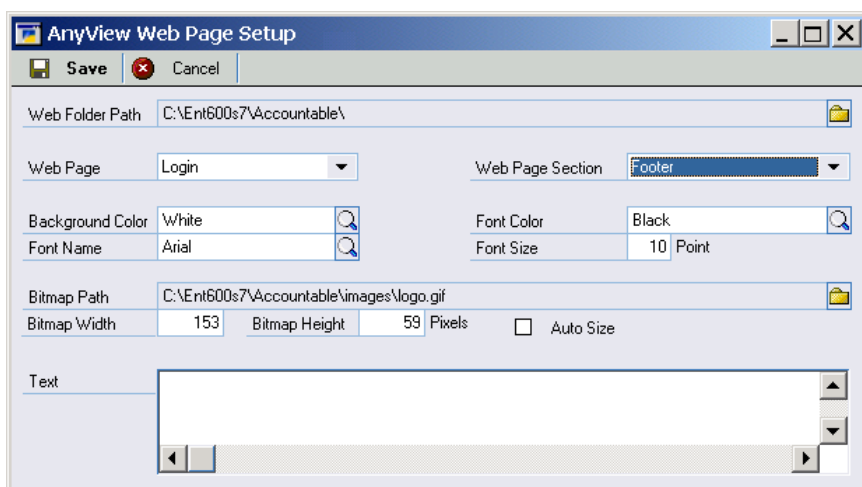 AnyView Web Page Setup
Save Cancel
Web Folder Path C:\Ent600s7\Accountable\
Web Page Login Web Page Section Footer
Background Color White Font Color Black
Font Name Arial Font Size 10 Point
Bitmap Path C:\Ent600s7\Accountable\images\logo.gif
Bitmap Width 153 Bitmap Height 59 Pixels Auto Size
Text